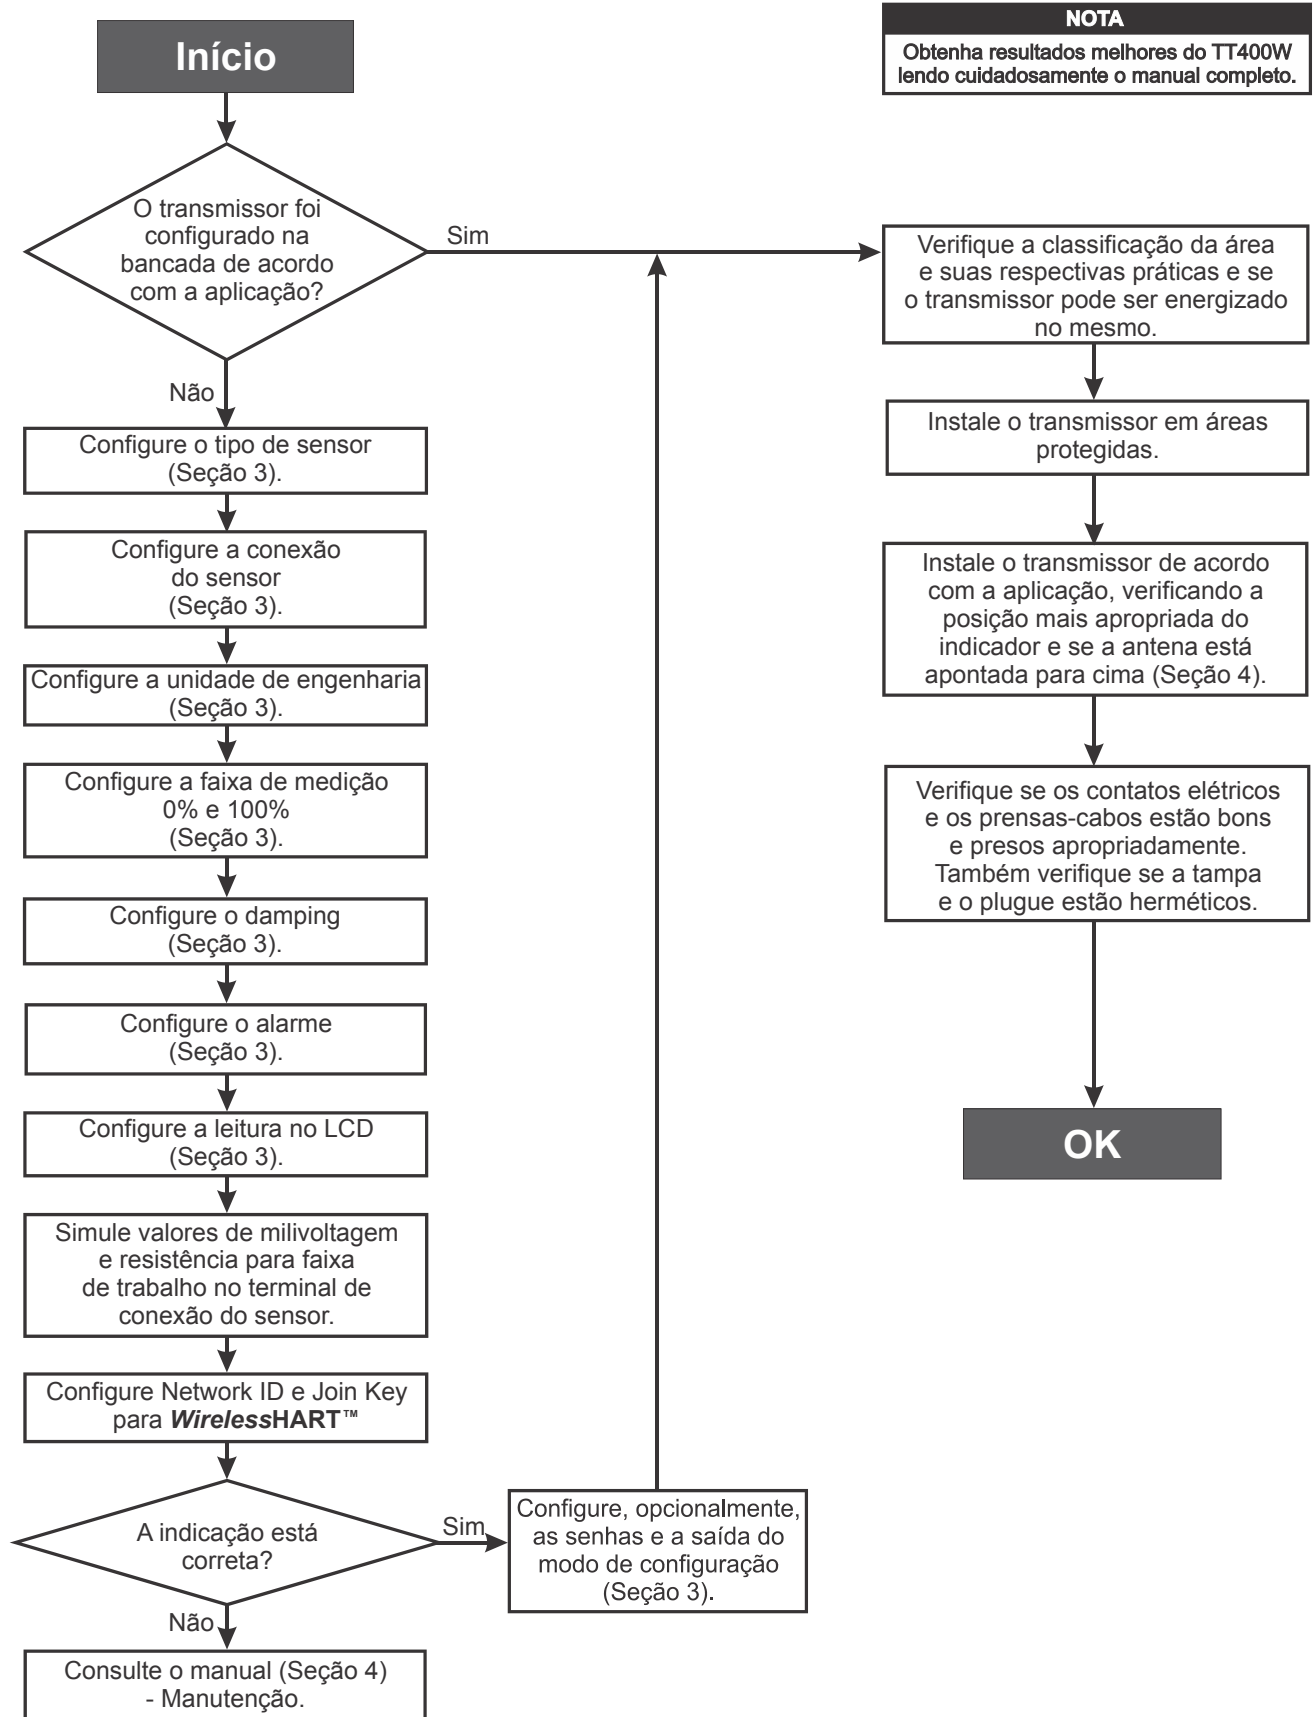 Início
NOTA
Obtenha resultados melhores do TT400W
lendo cuidadosamente o manual completo.
O transmissor foi
configurado na
bancada de acordo
com a aplicação?
Sim
Não
Configure o tipo de sensor
(Seção 3).
Configure a conexão
do sensor
(Seção 3).
Configure a unidade de engenharia
(Seção 3).
Configure a faixa de medição
0% e 100%
(Seção 3).
Configure o damping
(Seção 3).
Configure o alarme
(Seção 3).
Configure a leitura no LCD
(Seção 3).
Simule valores de milivoltagem
e resistência para faixa
de trabalho no terminal de
conexão do sensor.
Configure Network ID e Join Key
para WirelessHART™
A indicação está
correta?
Sim
Não
Consulte o manual (Seção 4)
- Manutenção.
Configure, opcionalmente,
as senhas e a saída do
modo de configuração
(Seção 3).
Verifique a classificação da área
e suas respectivas práticas e se
o transmissor pode ser energizado
no mesmo.
Instale o transmissor em áreas
protegidas.
Instale o transmissor de acordo
com a aplicação, verificando a
posição mais apropriada do
indicador e se a antena está
apontada para cima (Seção 4).
Verifique se os contatos elétricos
e os prensas-cabos estão bons
e presos apropriadamente.
Também verifique se a tampa
e o plugue estão herméticos.
OK